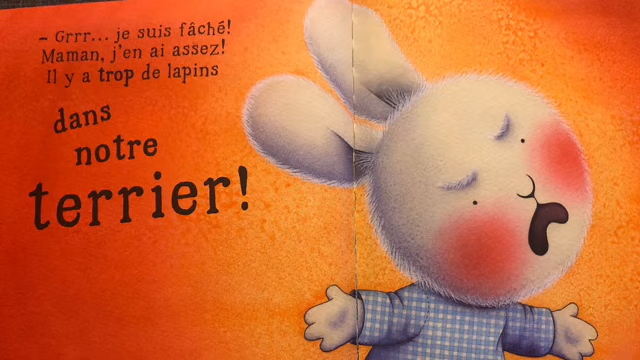 – Grrr... je suis fâché!
Maman, j'en ai assez!
Il y a trop de lapins
dans
notre
terrier!